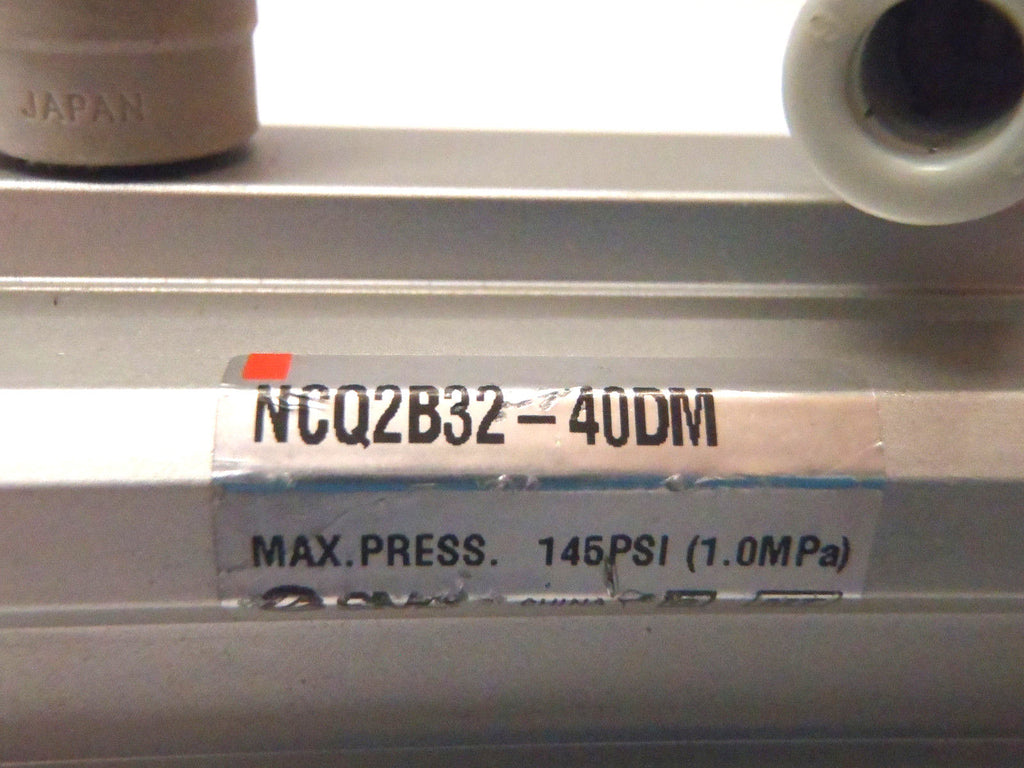 JAPAN
NCQ2B32-40DM
MAX.PRESS. 145PSI (1.0MPa)